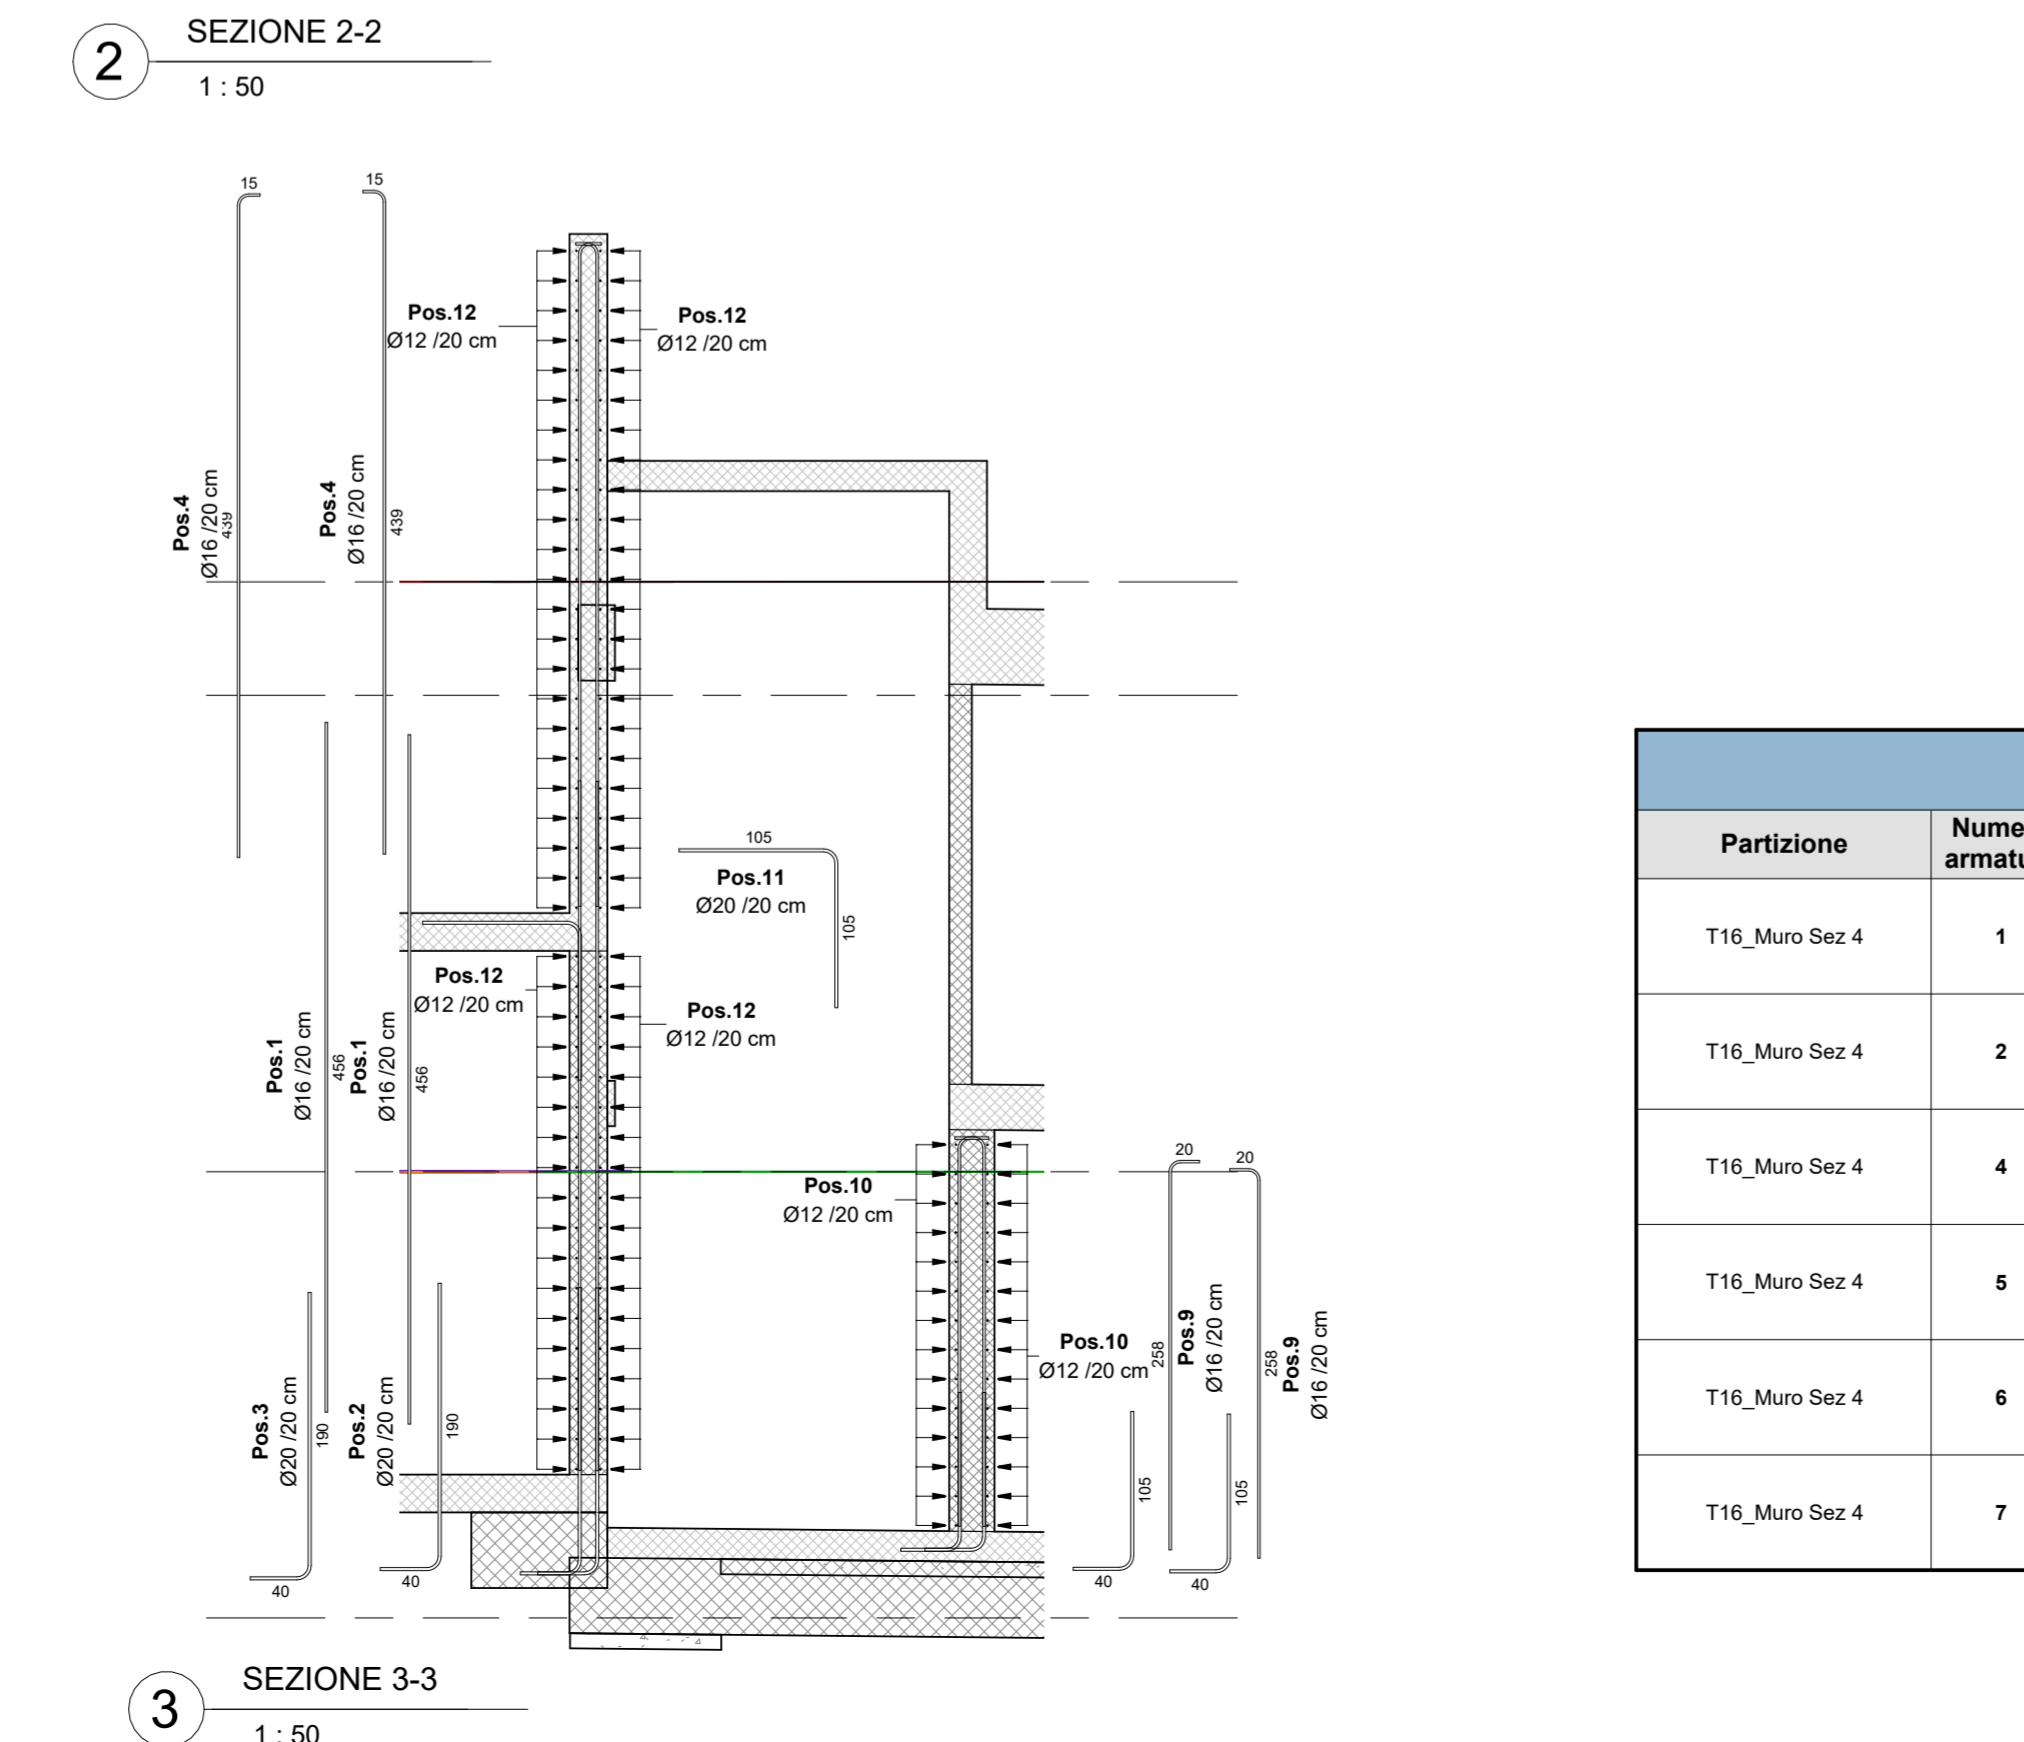 2
SEZIONE 2-2
1 : 50
15
15
Pos.12
Ø12 /20 cm
Pos.12
Ø12 /20 cm
Pos.4
Ø16 /20 cm
439
Pos.4
Ø16 /20 cm
439
105
Pos.11
Ø20 /20 cm
105
Pos.12
Ø12 /20 cm
Pos.12
Ø12 /20 cm
Pos.1
Ø16 /20 cm
456
Pos.1
Ø16 /20 cm
456
Pos.10
Ø12 /20 cm
20
20
Pos.10
Ø12 /20 cm
258
Pos.9
Ø16 /20 cm
258
Pos.9
Ø16 /20 cm
Pos.3
Ø20 /20 cm
190
Pos.2
Ø20 /20 cm
190
105
105
40
40
40
40
Partizione
Nume
armatu
T16_Muro Sez 4 1
T16_Muro Sez 4 2
T16_Muro Sez 4 4
T16_Muro Sez 4 5
T16_Muro Sez 4 6
T16_Muro Sez 4 7
3
SEZIONE 3-3
1 : 50